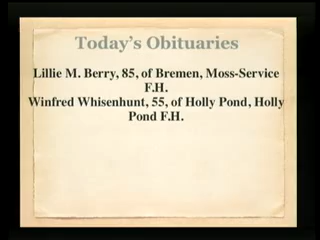 Today's Obituaries
Lillie M. Berry, 85, of Bremen, Moss-Service
F.H.
Winfred Whisenhunt, 55, of Holly Pond, Holly
Pond F.H.